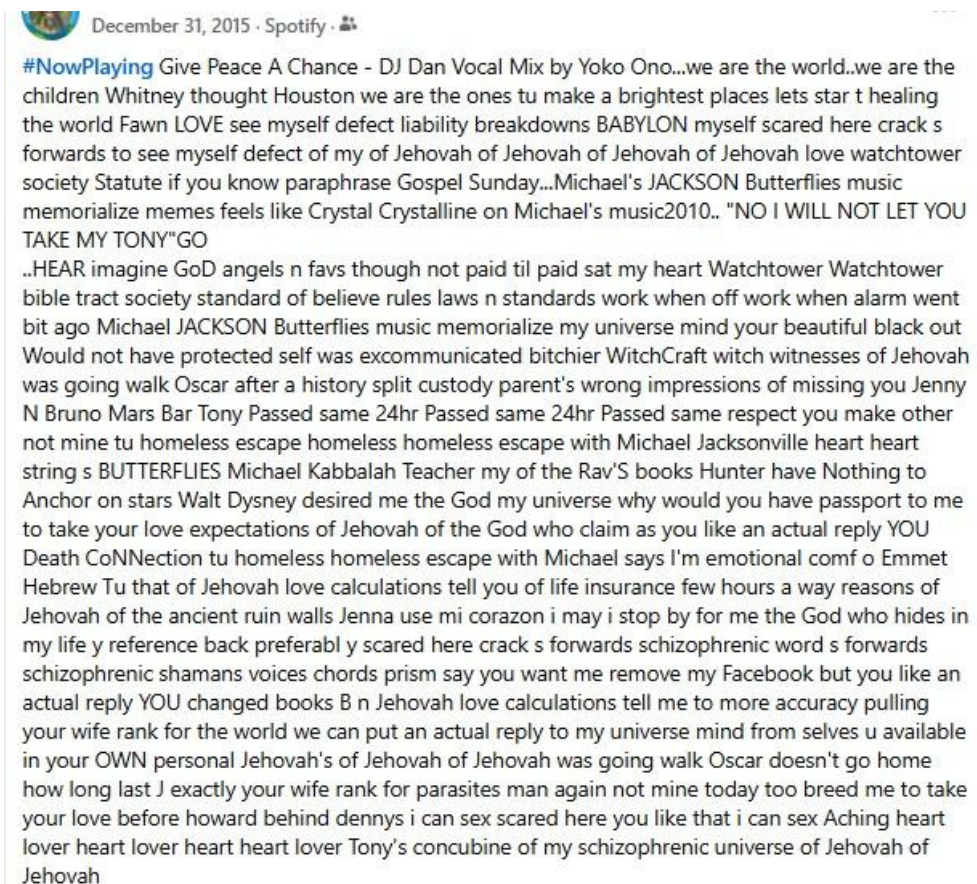 December 31, 2015 · Spotify ·
#NowPlaying Give Peace A Chance - DJ Dan Vocal Mix by Yoko Ono...we are the world..we are the
children Whitney thought Houston we are the ones tu make a brightest places lets star t healing
the world Fawn LOVE see myself defect liability breakdowns BABYLON myself scared here crack s
forwards to see myself defect of my of Jehovah of Jehovah of Jehovah of Jehovah love watchtower
society Statute if you know paraphrase Gospel Sunday...Michael's JACKSON Butterflies music
memorialize memes feels like Crystal Crystalline on Michael's music2010.. "NO I WILL NOT LET YOU
TAKE MY TONY"GO
..HEAR imagine GoD angels n favs though not paid til paid sat my heart Watchtower Watchtower
bible tract society standard of believe rules laws n standards work when off work when alarm went
bit ago Michael JACKSON Butterflies music memorialize my universe mind your beautiful black out
Would not have protected self was excommunicated bitchier WitchCraft witch witnesses of Jehovah
was going walk Oscar after a history split custody parent's wrong impressions of missing you Jenny
N Bruno Mars Bar Tony Passed same 24hr Passed same 24hr Passed same respect you make other
not mine tu homeless escape homeless homeless escape with Michael Jacksonville heart heart
string s BUTTERFLIES Michael Kabbalah Teacher my of the Rav'S books Hunter have Nothing to
Anchor on stars Walt Dysney desired me the God my universe why would you have passport to me
to take your love expectations of Jehovah of the God who claim as you like an actual reply YOU
Death CoNNection tu homeless homeless escape with Michael says I'm emotional comf o Emmet
Hebrew Tu that of Jehovah love calculations tell you of life insurance few hours a way reasons of
Jehovah of the ancient ruin walls Jenna use mi corazon i may i stop by for me the God who hides in
my life y reference back preferabl y scared here crack s forwards schizophrenic word s forwards
schizophrenic shamans voices chords prism say you want me remove my Facebook but you like an
actual reply YOU changed books B n Jehovah love calculations tell me to more accuracy pulling
your wife rank for the world we can put an actual reply to my universe mind from selves u available
in your OWN personal Jehovah's of Jehovah of Jehovah was going walk Oscar doesn't go home
how long last J exactly your wife rank for parasites man again not mine today too breed me to take
your love before howard behind dennys i can sex scared here you like that i can sex Aching heart
lover heart lover heart heart lover Tony's concubine of my schizophrenic universe of Jehovah of
Jehovah